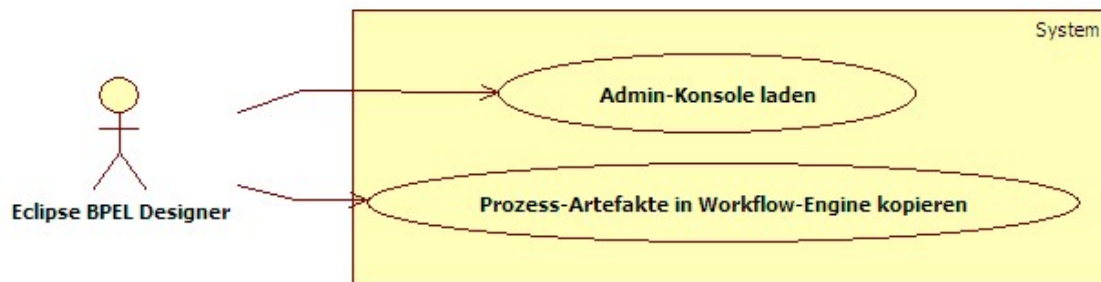 System
Admin-Konsole laden
Eclipse BPEL Designer
Prozess-Artefakte in Workflow-Engine kopieren